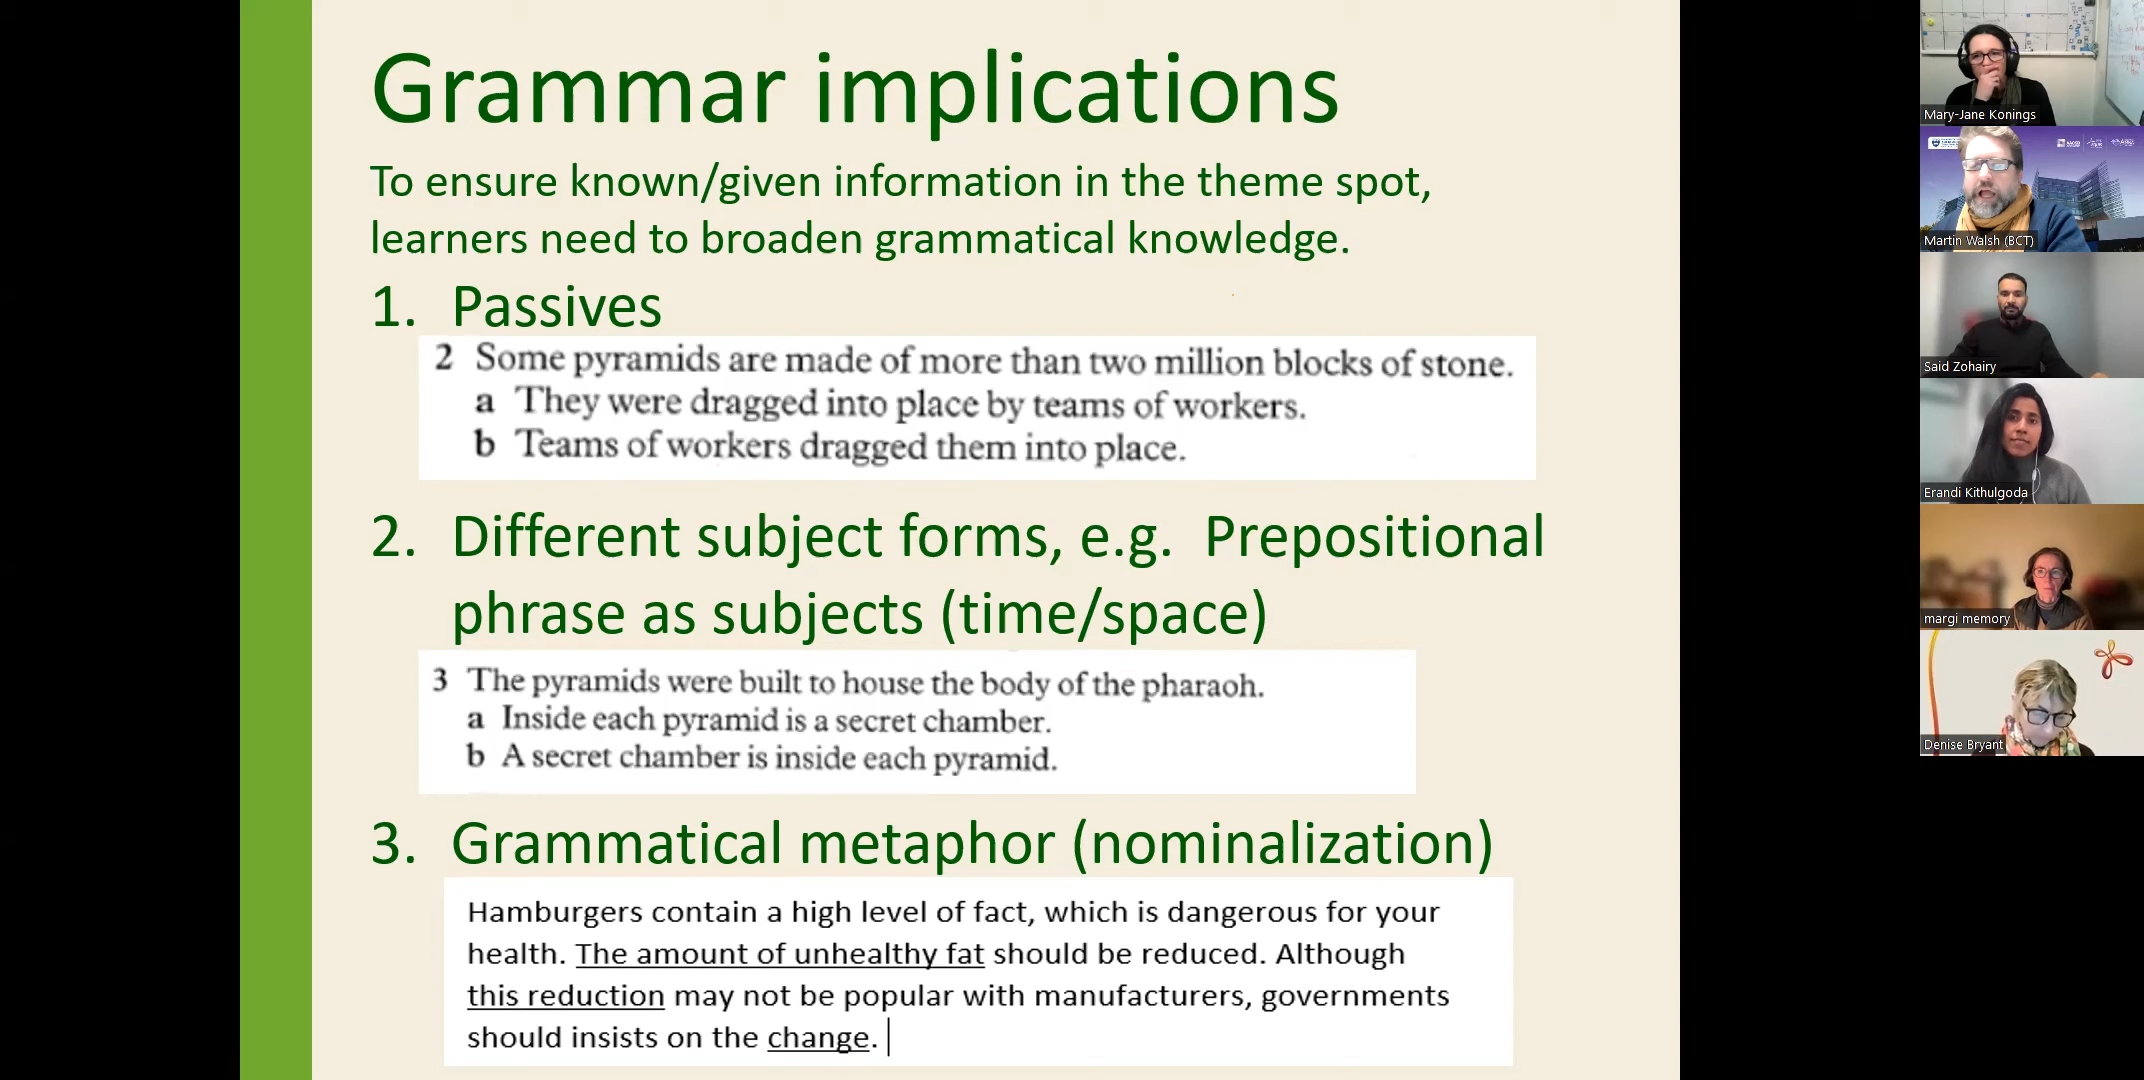 Grammar implications
To ensure known/given information in the theme spot,
learners need to broaden grammatical knowledge.
1. Passives
2 Some pyramids are made of more than two million blocks of stone.
a They were dragged into place by teams of workers.
b Teams of workers dragged them into place.
2. Different subject forms, e.g. Prepositional
phrase as subjects (time/space)
3 The pyramids were built to house the body of the pharaoh.
a Inside each pyramid is a secret chamber.
b A secret chamber is inside each pyramid.
3. Grammatical metaphor (nominalization)
Hamburgers contain a high level of fact, which is dangerous for your
health. The amount of unhealthy fat should be reduced. Although
this reduction may not be popular with manufacturers, governments
should insists on the change.
Mary-Jane Konings
Martin Walsh (BCT)
Said Zohairy
Erandi Kithulgoda
margi memory
Denise Bryant